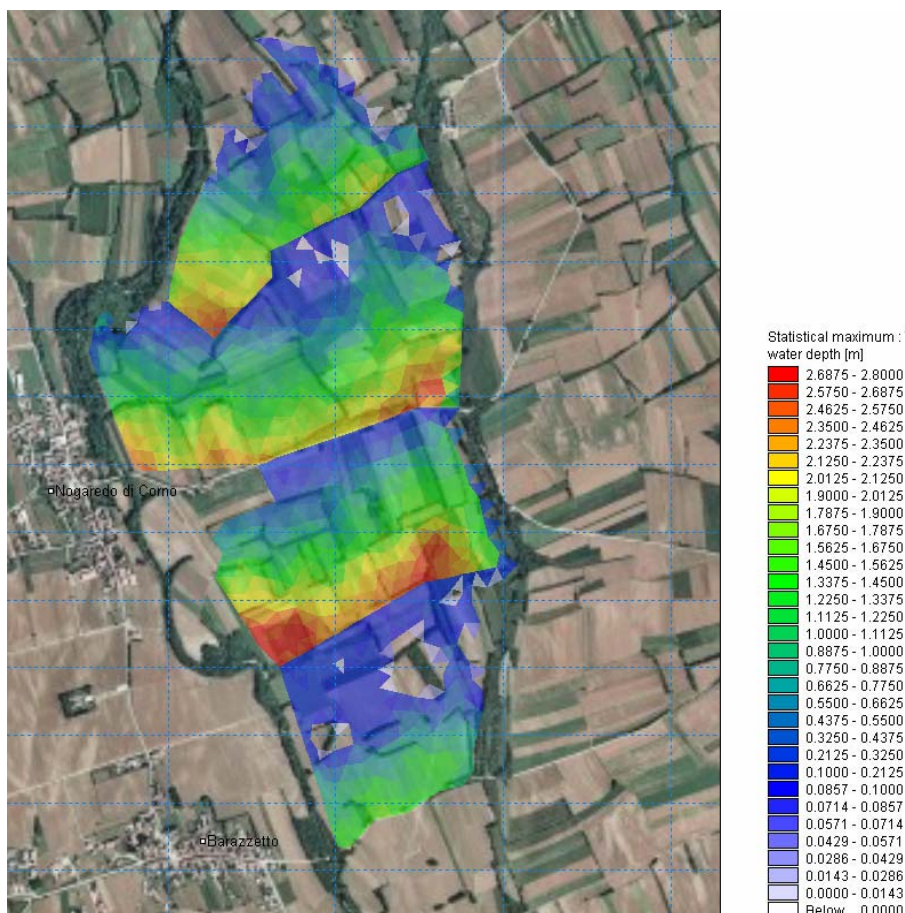 Nogaredo di Corno
Barazzetto
Statistical maximum :
water depth [m]
2.6875 - 2.8000
2.5750 - 2.6875
2.4625 - 2.5750
2.3500 - 2.4625
2.2375 - 2.3500
2.1250 - 2.2375
2.0125 - 2.1250
1.9000 - 2.0125
1.7875 - 1.9000
1.6750 - 1.7875
1.5625 - 1.6750
1.4500 - 1.5625
1.3375 - 1.4500
1.2250 - 1.3375
1.1125 - 1.2250
1.0000 - 1.1125
0.8875 - 1.0000
0.7750 - 0.8875
0.6625 - 0.7750
0.5500 - 0.6625
0.4375 - 0.5500
0.3250 - 0.4375
0.2125 - 0.3250
0.1000 - 0.2125
0.0857 - 0.1000
0.0714 - 0.0857
0.0571 - 0.0714
0.0429 - 0.0571
0.0286 - 0.0429
0.0143 - 0.0286
0.0000 - 0.0143
Below 0.0000